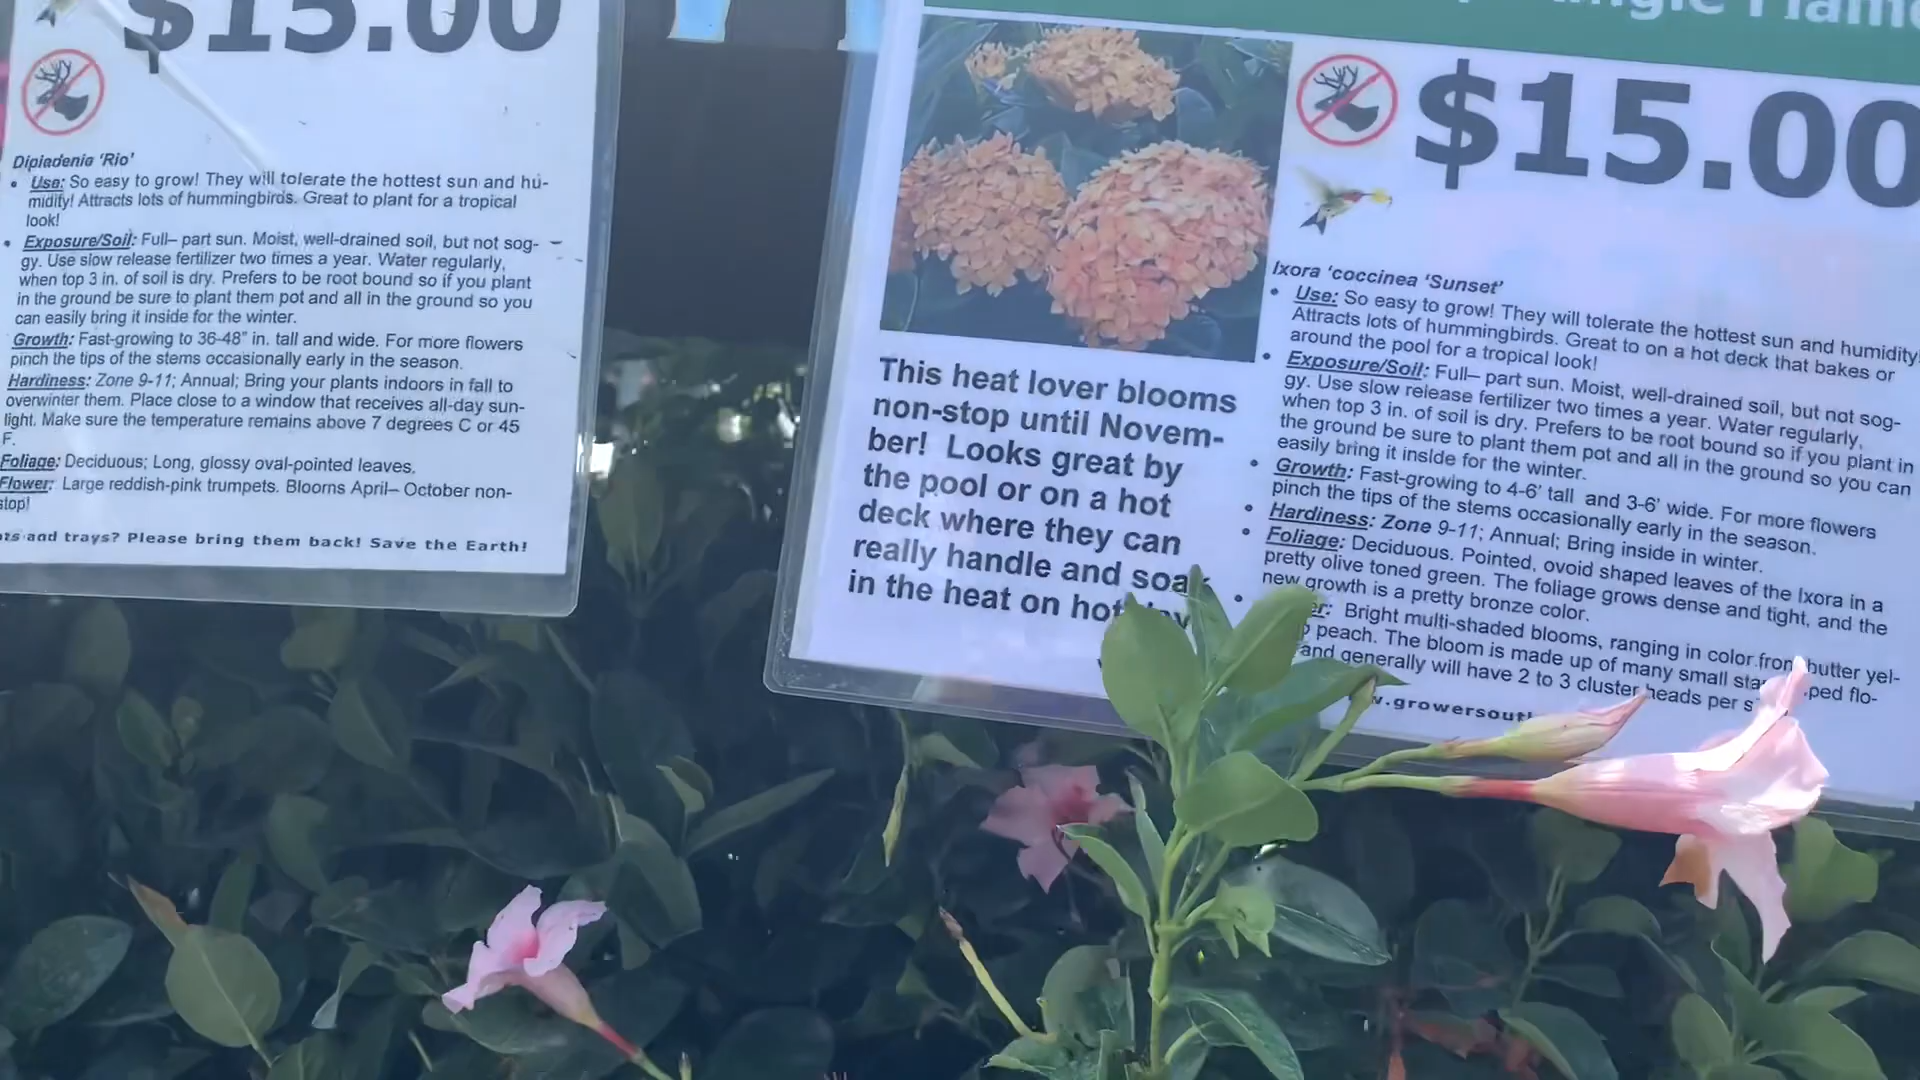 $15.00
Dipladenia 'Rio'
• Use: So easy to grow! They will tolerate the hottest sun and hu-
midity! Attracts lots of hummingbirds. Great to plant for a tropical
look!
• Exposure/Soil: Full– part sun. Moist, well-drained soil, but not sog-
gy. Use slow release fertilizer two times a year. Water regularly,
when top 3 in. of soil is dry. Prefers to be root bound so if you plant
in the ground be sure to plant them pot and all in the ground so you
can easily bring it inside for the winter.
Growth: Fast-growing to 36-48" in. tall and wide. For more flowers
pinch the tips of the stems occasionally early in the season.
Hardiness: Zone 9-11; Annual; Bring your plants indoors in fall to
overwinter them. Place close to a window that receives all-day sun-
light. Make sure the temperature remains above 7 degrees C or 45
F.
Foliage: Deciduous; Long, glossy oval-pointed leaves.
Flower: Large reddish-pink trumpets. Blooms April– October non-
stop!
and trays? Please bring them back! Save the Earth!
$15.00
This heat lover blooms
non-stop until Novem-
ber! Looks great by
the pool or on a hot
deck where they can
really handle and soak
in the heat on hot
Ixora 'coccinea 'Sunset'
• Use: So easy to grow! They will tolerate the hottest sun and humidity!
Attracts lots of hummingbirds. Great to on a hot deck that bakes or
around the pool for a tropical look!
• Exposure/Soil: Full– part sun. Moist, well-drained soil, but not sog-
gy. Use slow release fertilizer two times a year. Water regularly,
when top 3 in. of soil is dry. Prefers to be root bound so if you plant in
the ground be sure to plant them pot and all in the ground so you can
easily bring it inside for the winter.
• Growth: Fast-growing to 4-6' tall and 3-6' wide. For more flowers
pinch the tips of the stems occasionally early in the season.
• Hardiness: Zone 9-11; Annual; Bring inside in winter.
• Foliage: Deciduous. Pointed, ovoid shaped leaves of the Ixora in a
pretty olive toned green. The foliage grows dense and tight, and the
new growth is a pretty bronze color.
• Bright multi-shaded blooms, ranging in color from butter yel-
peach. The bloom is made up of many small flo-
and generally will have 2 to 3 cluster heads per